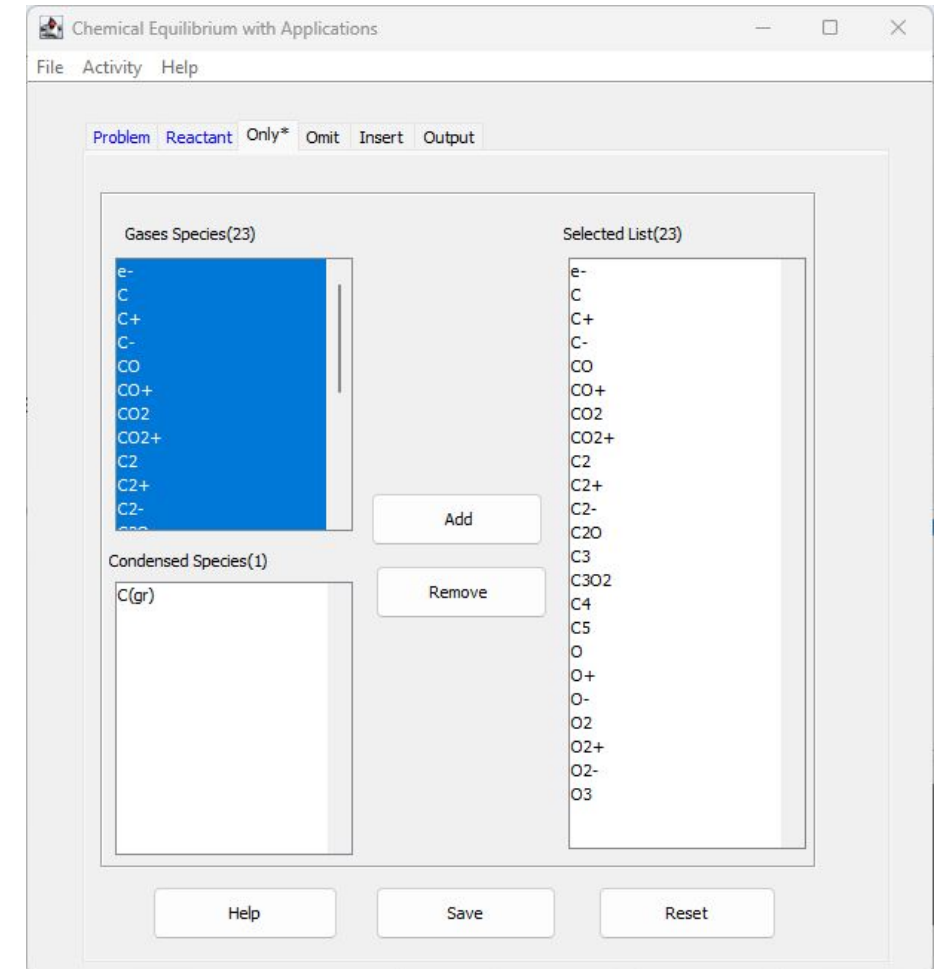 Chemical Equilibrium with Applications
File Activity Help
Problem Reactant Only* Omit Insert Output
Gases Species(23)
e-
C
C+
C-
CO
CO+
CO2
CO2+
C2
C2+
C2-
C2O
Condensed Species(1)
C(gr)
Add
Remove
Selected List(23)
e-
C
C+
C-
CO
CO+
CO2
CO2+
C2
C2+
C2-
C2O
C3
C3O2
C4
C5
O
O+
O-
O2
O2+
O2-
O3
Help Save Reset